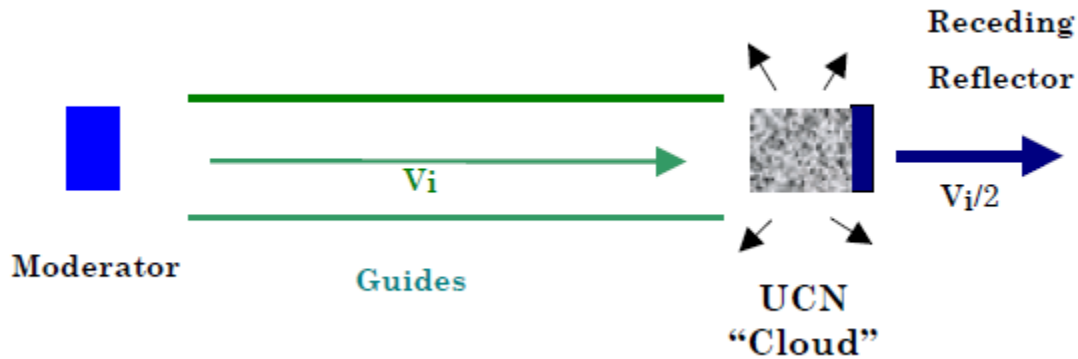 Receding
Reflector
Vi
Vi/2
Moderator
Guides
UCN
“Cloud”